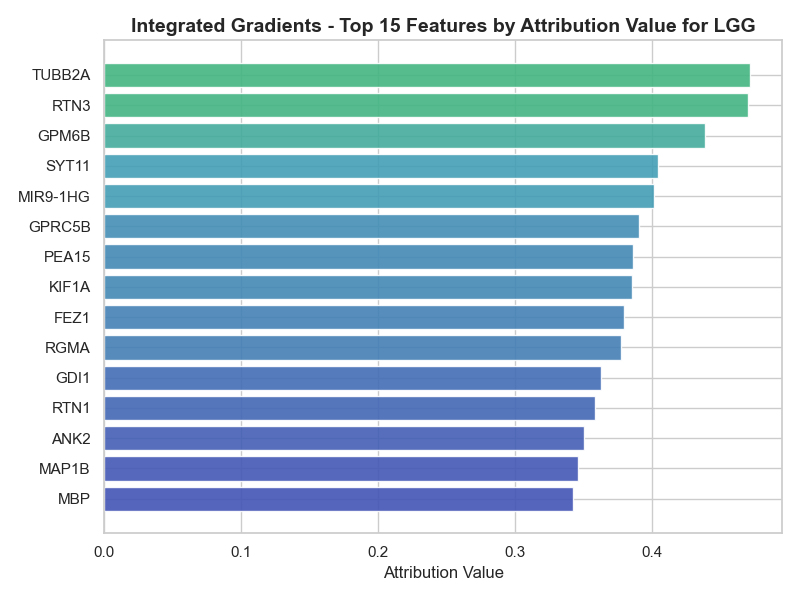 Integrated Gradients - Top 15 Features by Attribution Value for LGG
TUBB2A
RTN3
GPM6B
SYT11
MIR9-1HG
GPRC5B
PEA15
KIF1A
FEZ1
RGMA
GDI1
RTN1
ANK2
MAP1B
MBP
0.0 0.1 0.2 0.3 0.4
Attribution Value